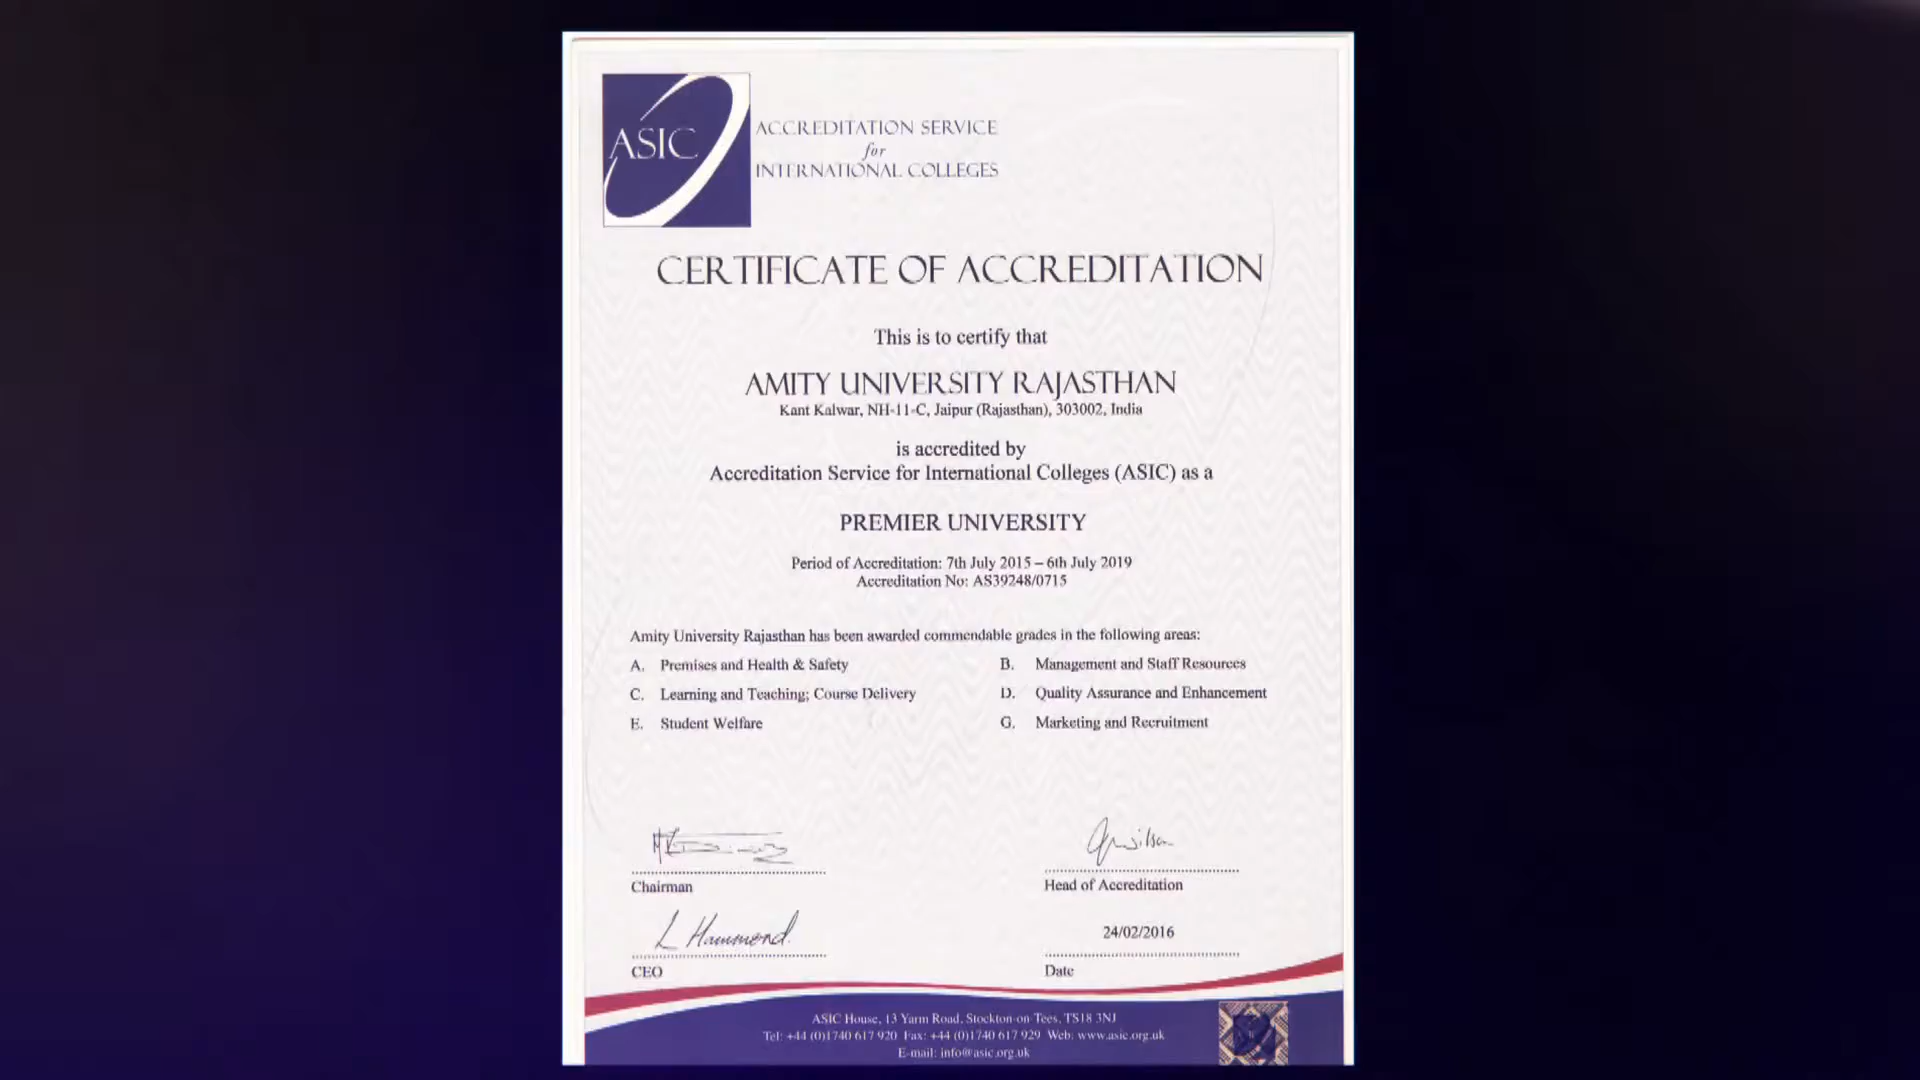 ASIC
ACCREDITATION SERVICE
for
INTERNATIONAL COLLEGES
CERTIFICATE OF ACCREDITATION
This is to certify that
AMITY UNIVERSITY RAJASTHAN
Kant Kalwar, NH-11-C, Jaipur (Rajasthan), 303002, India
is accredited by
Accreditation Service for International Colleges (ASIC) as a
PREMIER UNIVERSITY
Period of Accreditation: 7th July 2015 – 6th July 2019
Accreditation No: AS39248/0715
Amity University Rajasthan has been awarded commendable grades in the following areas:
A. Premises and Health & Safety
B. Management and Staff Resources
C. Learning and Teaching; Course Delivery
D. Quality Assurance and Enhancement
E. Student Welfare
G. Marketing and Recruitment
Chairman
Head of Accreditation
L Hammond.
24/02/2016
CEO
Date
ASIC House, 13 Yarm Road, Stockton-on-Tees, TS18 3NJ
Tel: +44 (0)1740 617 920 Fax: +44 (0)1740 617 929 Web: www.asic.org.uk
E-mail: info@asic.org.uk